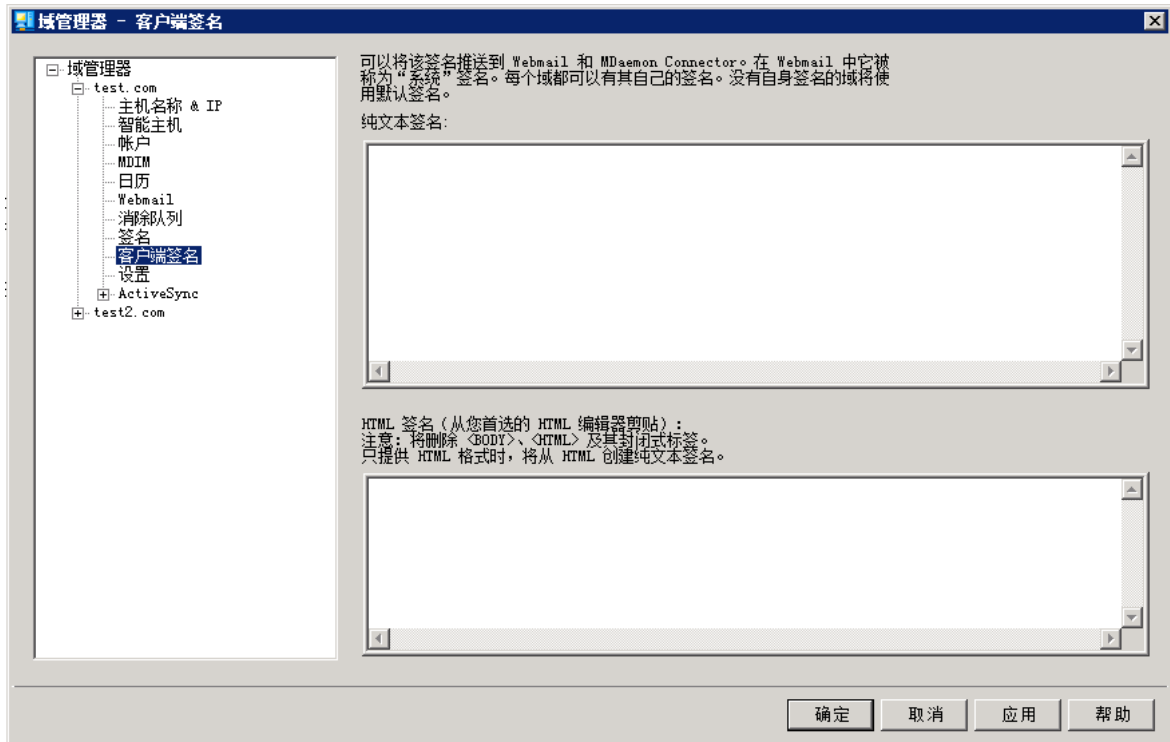 域管理器 - 客户端签名
域管理器
test.com
主机名称 & IP
智能主机
帐户
MDIM
日历
Webmail
消除队列
签名
客户端签名
设置
ActiveSync
test2.com
可以将该签名推送到 Webmail 和 MDaemon Connector。在 Webmail 中它被
称为“系统”签名。每个域都可以有其自己的签名。没有自身签名的域将使
用默认签名。
纯文本签名:
HTML 签名 (从您首选的 HTML 编辑器剪贴) :
注意: 将删除 <BODY>、<HTML> 及其封闭式标签。
只提供 HTML 格式时, 将从 HTML 创建纯文本签名。
确定
取消
应用
帮助